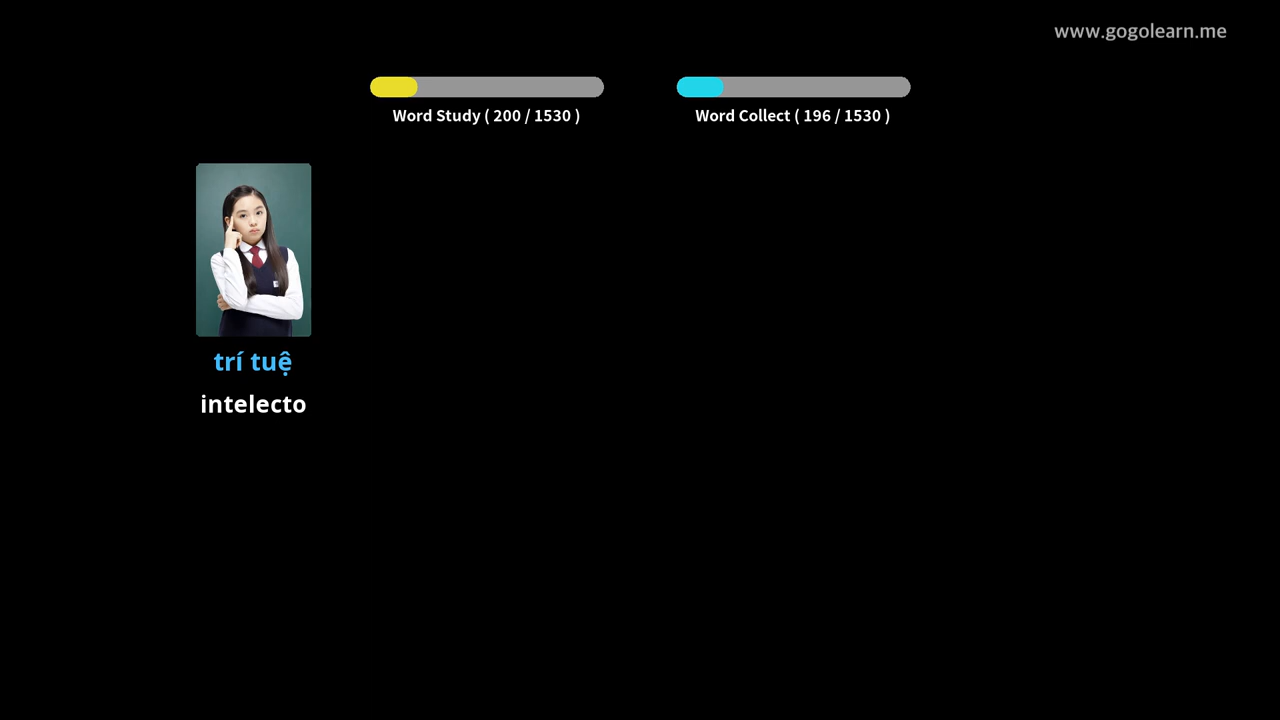 www.gogolearn.me
Word Study ( 200 / 1530 )
Word Collect ( 196 / 1530 )
trí tuệ
intelecto